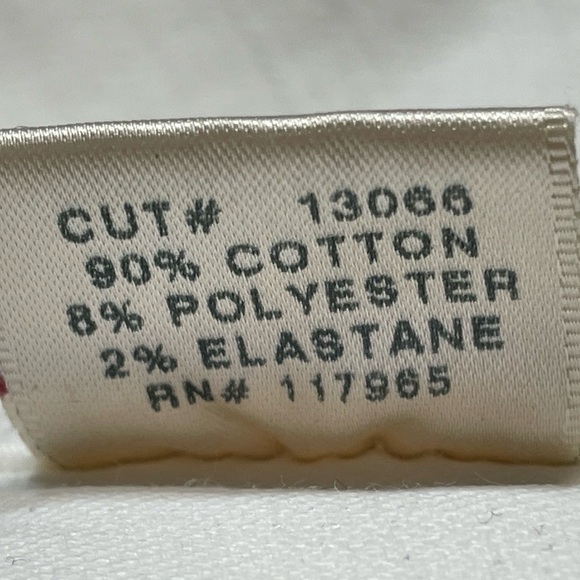 CUT# 13066
90% COTTON
8% POLYESTER
2% ELASTANE
RN# 117965